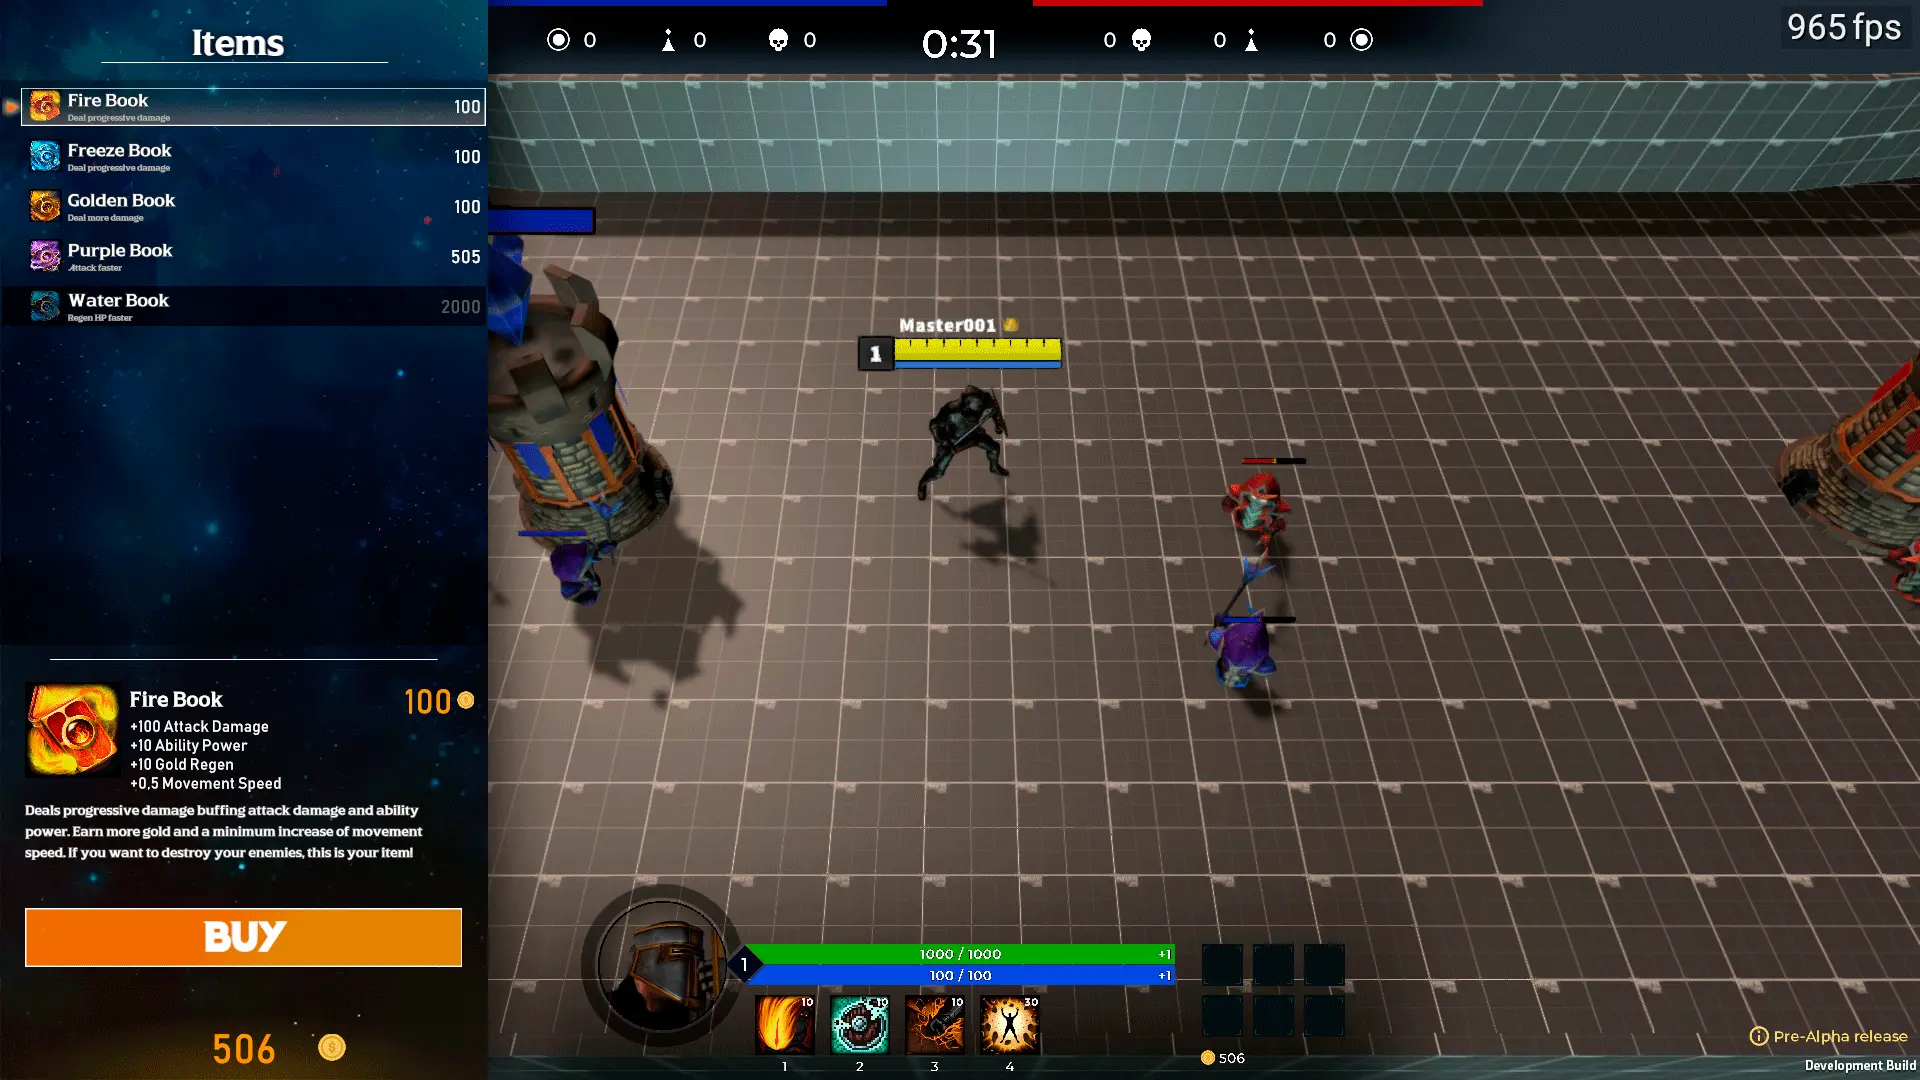 Items
Fire Book
Deal progressive damage
100
Freeze Book
Deal progressive damage
100
Golden Book
Deal more damage
100
Purple Book
Attack faster
505
Water Book
Regen HP faster
2000
Fire Book
100
+100 Attack Damage
+10 Ability Power
+10 Gold Regen
+0,5 Movement Speed
Deals progressive damage buffing attack damage and ability
power. Earn more gold and a minimum increase of movement
speed. If you want to destroy your enemies, this is your item!
BUY
506
0 0 0 0:31 0 0 0
965 fps
Master001
1
1
1000 / 1000 +1
100 / 100 +1
10 10 10 30
1 2 3 4
506
Pre-Alpha release
Development Build